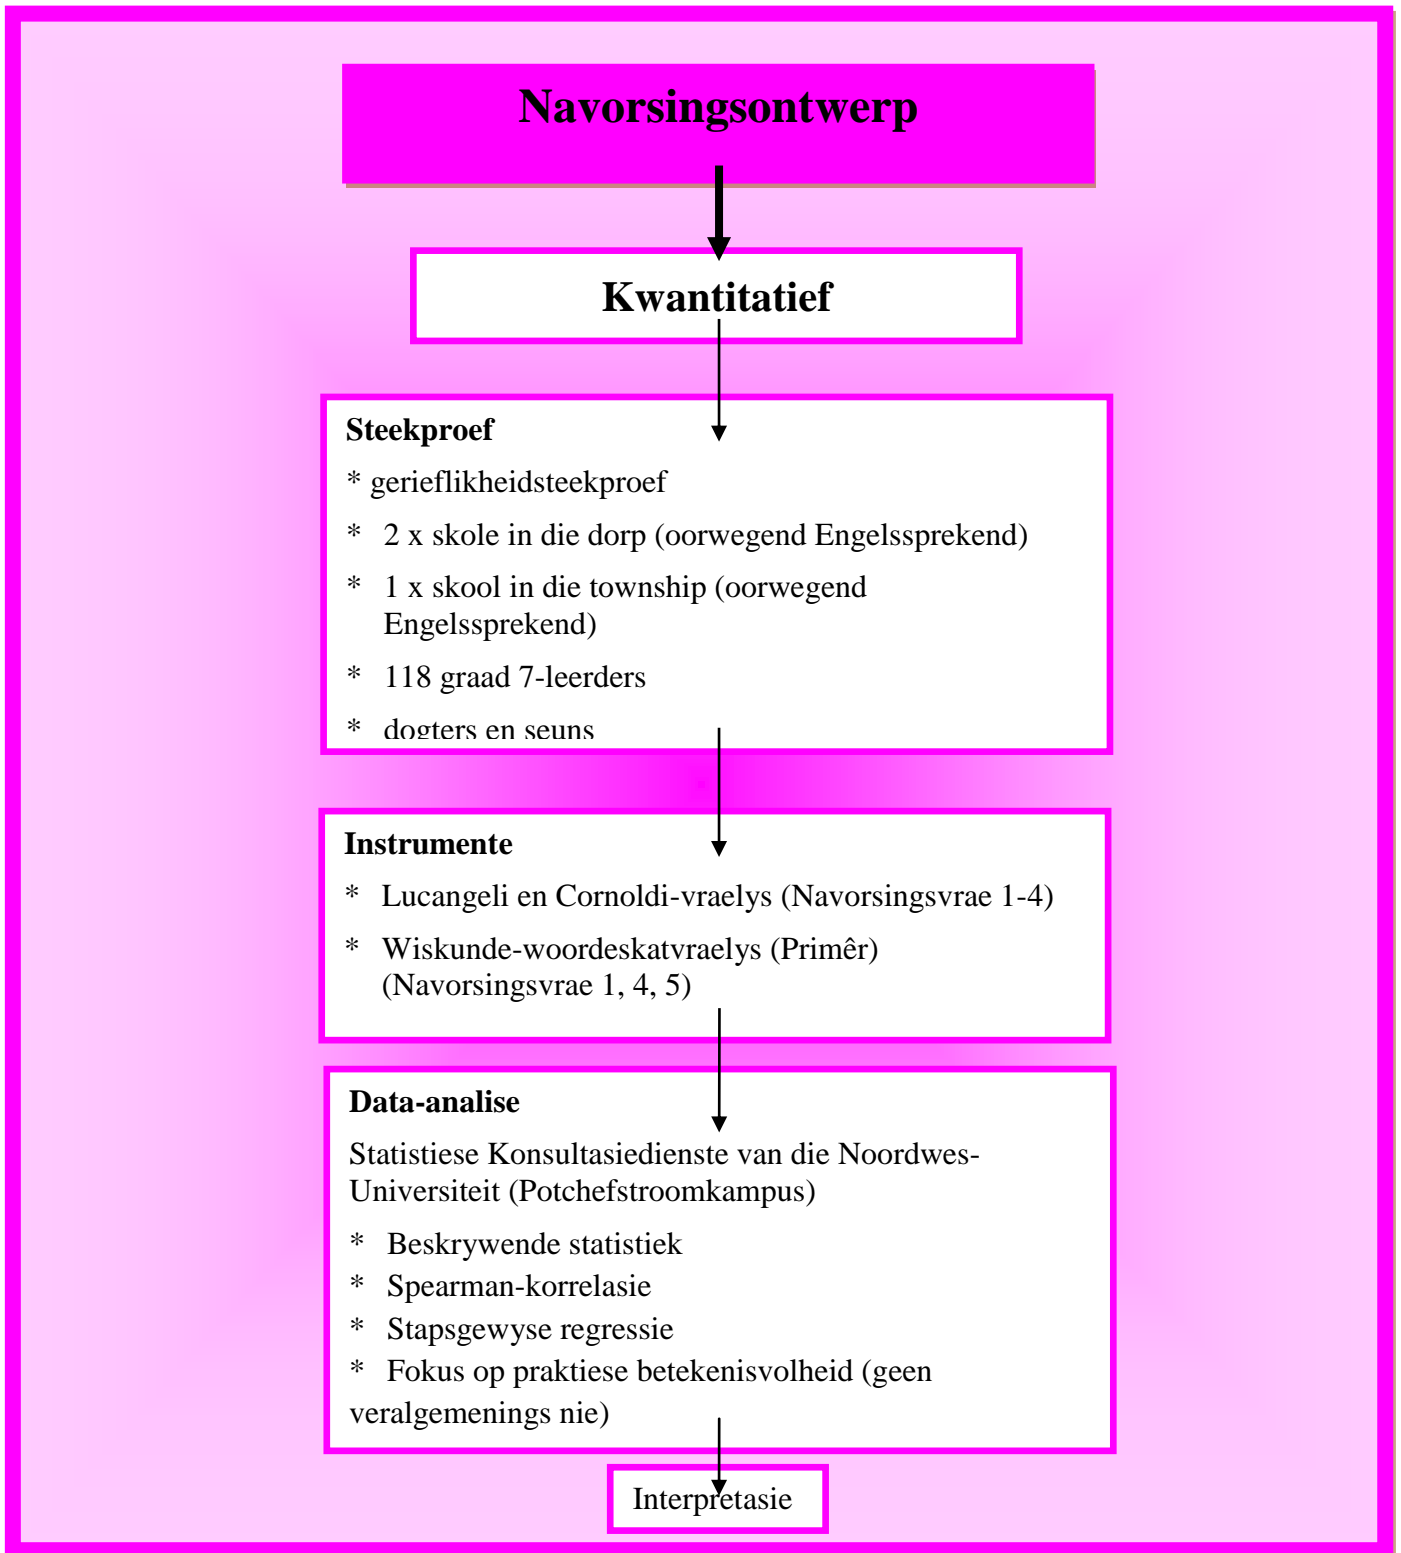 Navorsingsontwerp
Kwantitatief
Steekproef
* gerieflikheidsteekproef
* 2 x skole in die dorp (oorwegend Engelssprekend)
* 1 x skool in die township (oorwegend
Engelssprekend)
* 118 graad 7-leerders
* dogters en seuns
Instrumente
* Lucangeli en Cornoldi-vraelys (Navorsingsvrae 1-4)
* Wiskunde-woordeskatvraelys (Primêr)
(Navorsingsvrae 1, 4, 5)
Data-analise
Statistiese Konsultasiedienste van die Noordwes-
Universiteit (Potchefstroomkampus)
* Beskrywende statistiek
* Spearman-korrelasie
* Stapsgewyse regressie
* Fokus op praktiese betekenisvolheid (geen
veralgemenings nie)
Interpretasie